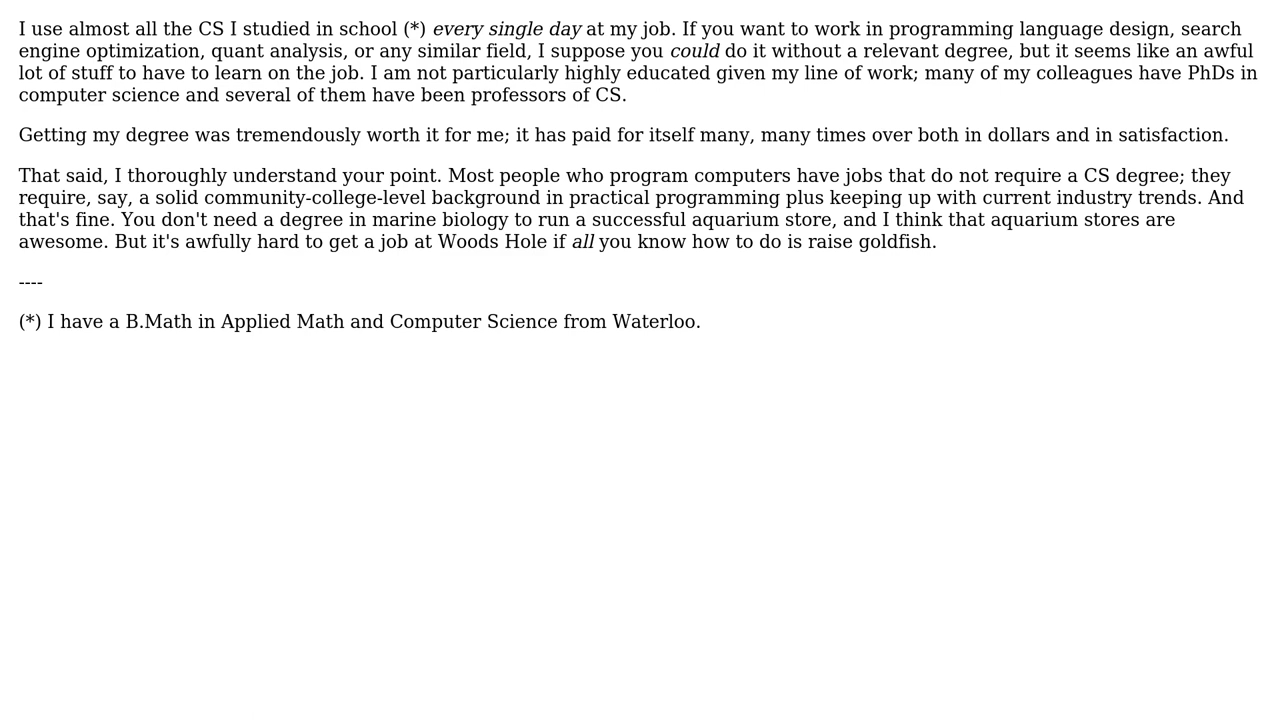 I use almost all the CS I studied in school (*) every single day at my job. If you want to work in programming language design, search
engine optimization, quant analysis, or any similar field, I suppose you could do it without a relevant degree, but it seems like an awful
lot of stuff to have to learn on the job. I am not particularly highly educated given my line of work; many of my colleagues have PhDs in
computer science and several of them have been professors of CS.
Getting my degree was tremendously worth it for me; it has paid for itself many, many times over both in dollars and in satisfaction.
That said, I thoroughly understand your point. Most people who program computers have jobs that do not require a CS degree; they
require, say, a solid community-college-level background in practical programming plus keeping up with current industry trends. And
that's fine. You don't need a degree in marine biology to run a successful aquarium store, and I think that aquarium stores are
awesome. But it's awfully hard to get a job at Woods Hole if all you know how to do is raise goldfish.
----
(*) I have a B.Math in Applied Math and Computer Science from Waterloo.